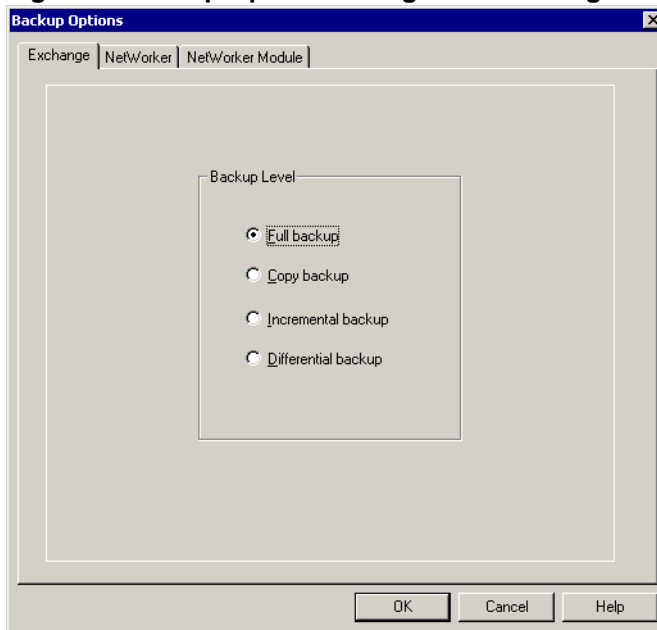 Backup Options
Exchange NetWorker NetWorker Module
Backup Level
Full backup
Copy backup
Incremental backup
Differential backup
OK Cancel Help